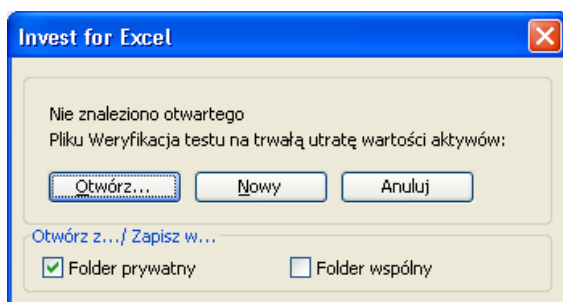 Invest for Excel
Nie znaleziono otwartego
Pliku Weryfikacja testu na trwałą utratę wartości aktywów:
Otwórz... Nowy Anuluj
Otwórz z.../ Zapisz w...
Folder prywatny Folder wspólny